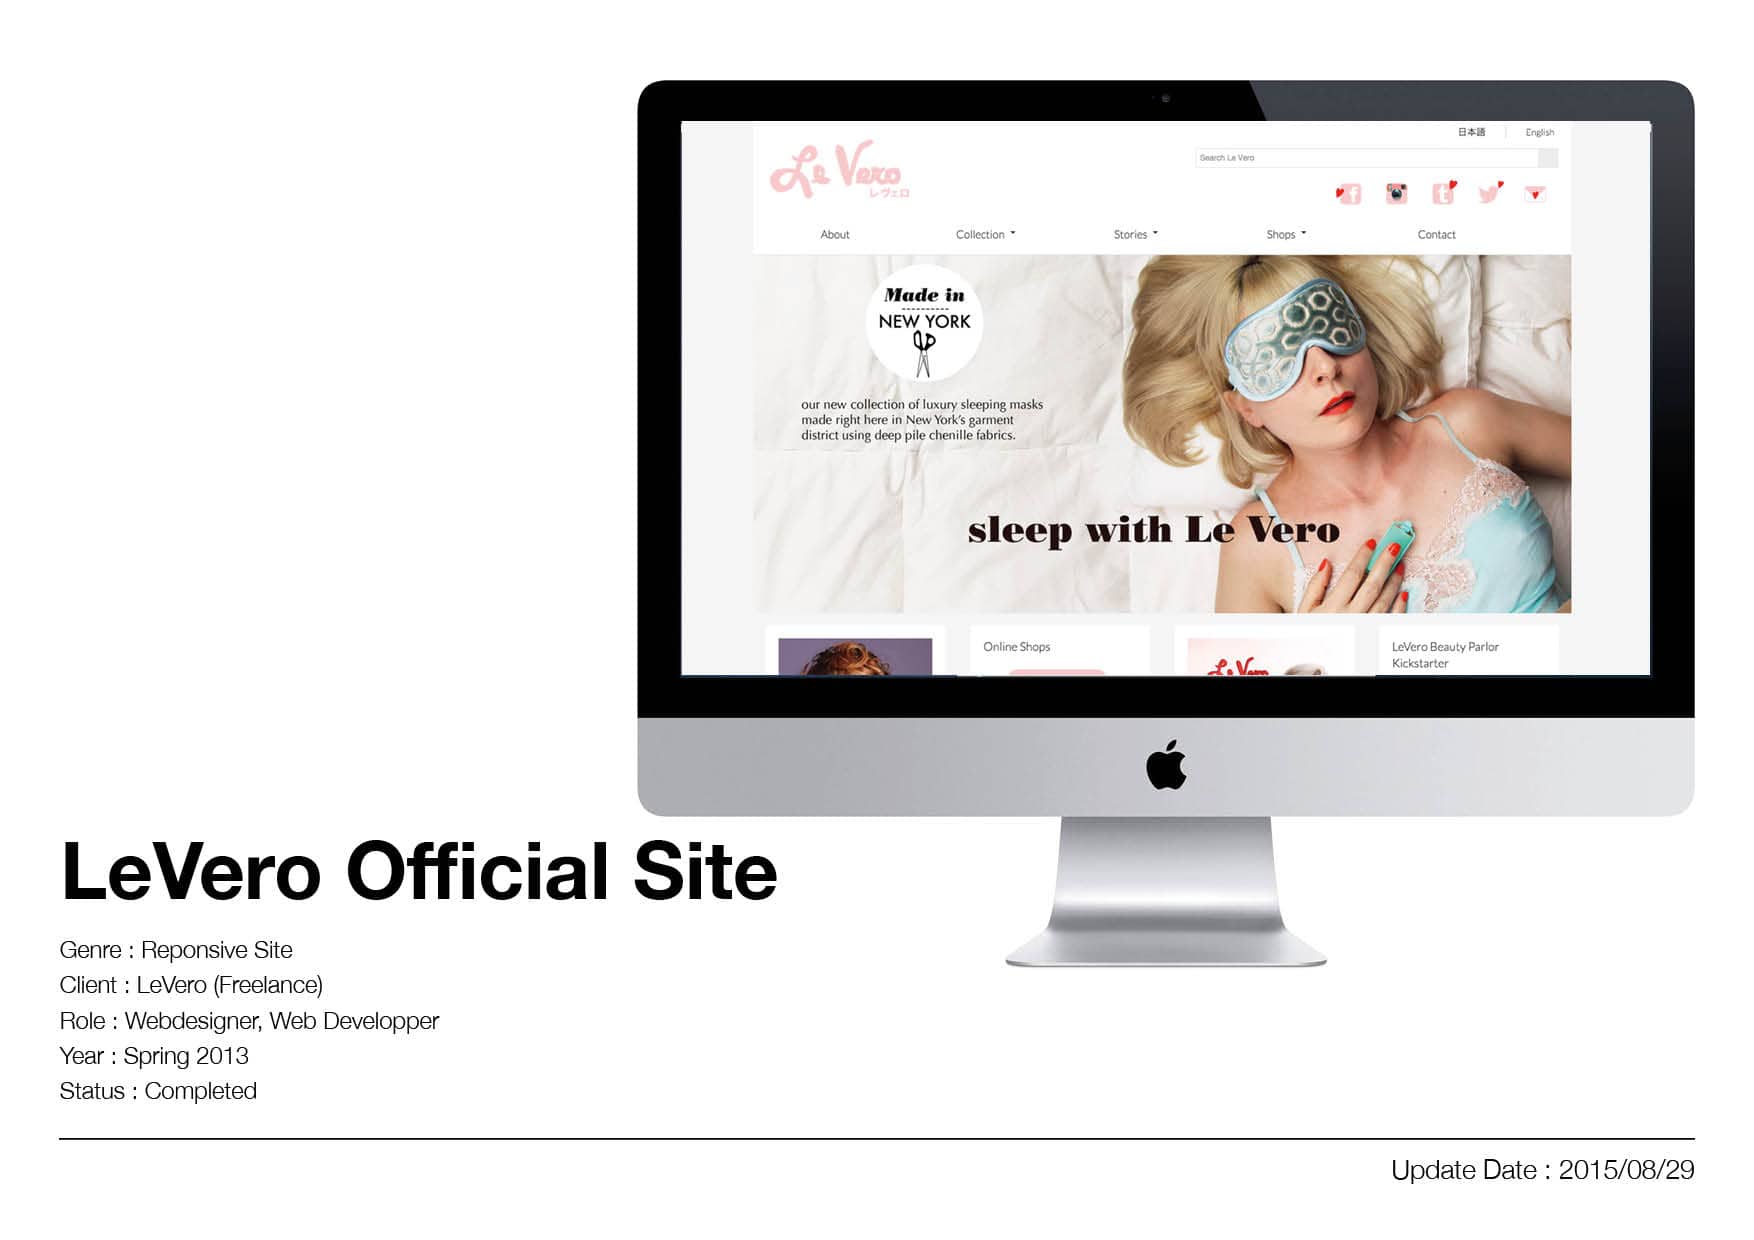 日本語 English
Le Vero
レヴェロ
Search Le Vero
f t
About Collection Stories Shops Contact
Made in
NEW YORK
our new collection of luxury sleeping masks
made right here in New York's garment
district using deep pile chenille fabrics.
sleep with Le Vero
Online Shops
Le Vero
LeVero Beauty Parlor
Kickstarter
LeVero Official Site
Genre : Reponsive Site
Client : LeVero (Freelance)
Role : Webdesigner, Web Developper
Year : Spring 2013
Status : Completed
Update Date : 2015/08/29